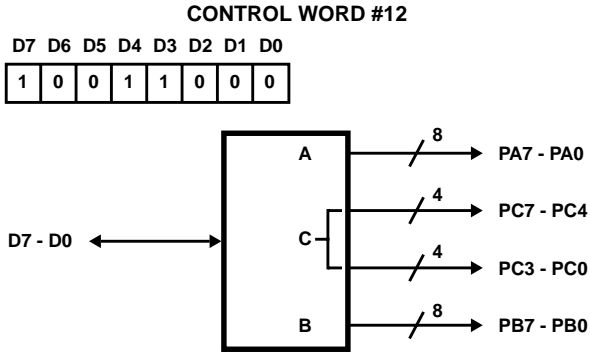 CONTROL WORD #12
D7 D6 D5 D4 D3 D2 D1 D0
1 0 0 1 1 0 0 0
8
A PA7 - PA0
4
PC7 - PC4
D7 - D0 C
4
PC3 - PC0
8
B PB7 - PB0